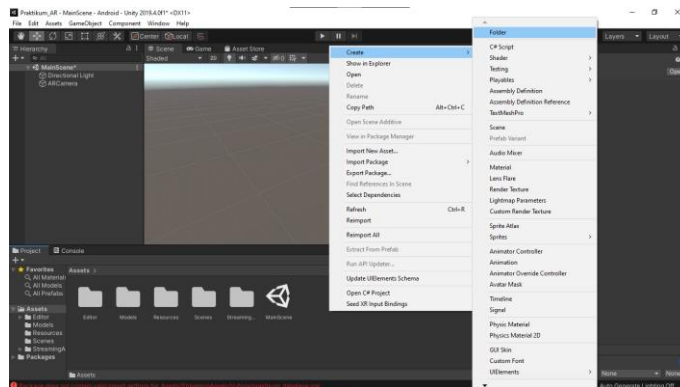 Praktikum_AR - MainScene - Android - Unity 2019.4.0f1* <DX11>
File Edit Assets GameObject Component Window Help
Center Local
Layers Layout
Hierarchy
Scene Game Asset Store
Shaded 2D
MainScene*
Directional Light
ARCamera
Create
Show in Explorer
Open
Delete
Rename
Copy Path Alt+Ctrl+C
Open Scene Additive
View in Package Manager
Import New Asset...
Import Package
Export Package...
Find References In Scene
Select Dependencies
Refresh Ctrl+R
Reimport
Reimport All
Extract From Prefab
Run API Updater...
Update UIElements Schema
Open C# Project
Seed XR Input Bindings
Folder
C# Script
Shader
Testing
Playables
Assembly Definition
Assembly Definition Reference
TextMeshPro
Scene
Prefab Variant
Audio Mixer
Material
Lens Flare
Render Texture
Lightmap Parameters
Custom Render Texture
Sprite Atlas
Sprites
Animator Controller
Animation
Animator Override Controller
Avatar Mask
Timeline
Signal
Physic Material
Physics Material 2D
GUI Skin
Custom Font
UIElements
Project Console
Favorites
All Materials
All Models
All Prefabs
Assets
Editor
Models
Resources
Scenes
StreamingA
Packages
Assets
Editor Models Resources Scenes Streaming... MainScene
Assets
None None
Auto Generate Lighting Off